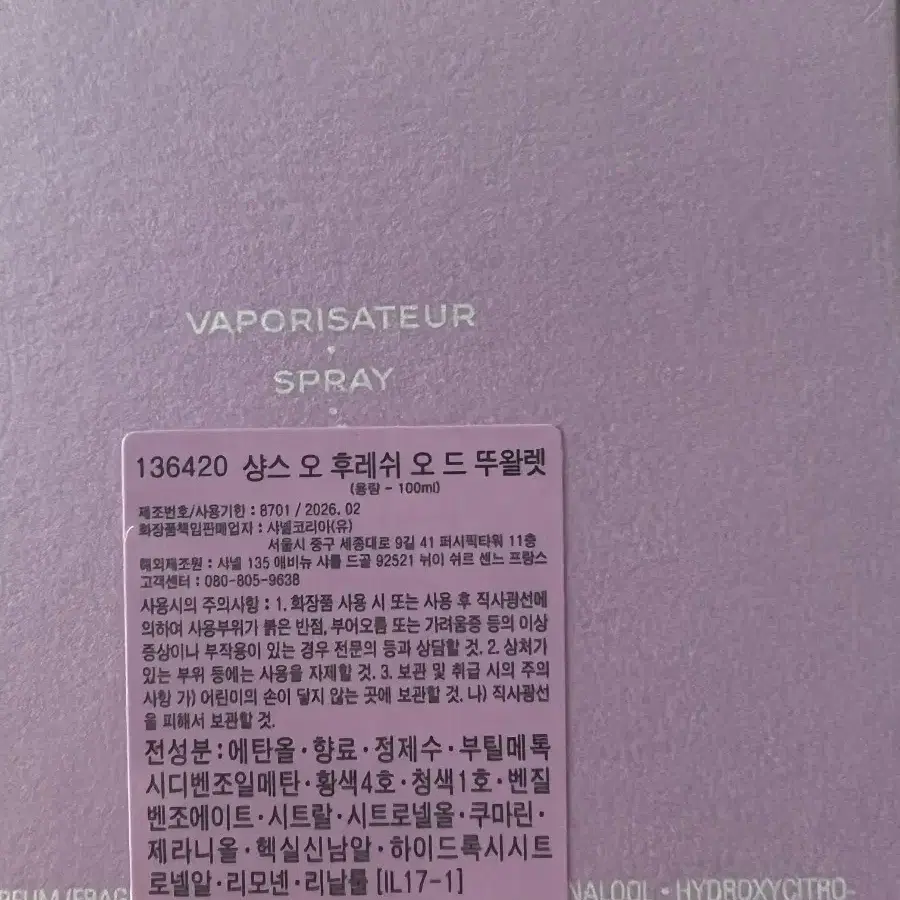 VAPORISATEUR
SPRAY
136420 샹스 오 후레쉬 오 드 뚜왈렛
(용량 - 100ml)
제조번호/사용기한 : 8701 / 2026. 02
화장품책임판매업자 : 샤넬코리아(유)
서울시 중구 세종대로 9길 41 퍼시픽타워 11층
해외제조원 : 샤넬 135 애비뉴 샤를 드골 92521 뉘이 쉬르 센느 프랑스
고객센터 : 080-805-9638
사용시의 주의사항 : 1. 화장품 사용 시 또는 사용 후 직사광선에
의하여 사용부위가 붉은 반점, 부어오름 또는 가려움증 등의 이상
증상이나 부작용이 있는 경우 전문의 등과 상담할 것. 2. 상처가
있는 부위 등에는 사용을 자제할 것. 3. 보관 및 취급 시의 주의
사항 가) 어린이의 손이 닿지 않는 곳에 보관할 것. 나) 직사광선
을 피해서 보관할 것.
전성분 : 에탄올 · 향료 · 정제수 · 부틸메톡
시디벤조일메탄 · 황색4호 · 청색1호 · 벤질
벤조에이트 · 시트랄 · 시트로넬올 · 쿠마린 ·
제라니올 · 헥실신남알 · 하이드록시시트
로넬알 · 리모넨 · 리날룰 [IL17-1]
NALOOL • HYDROXYCITRO-